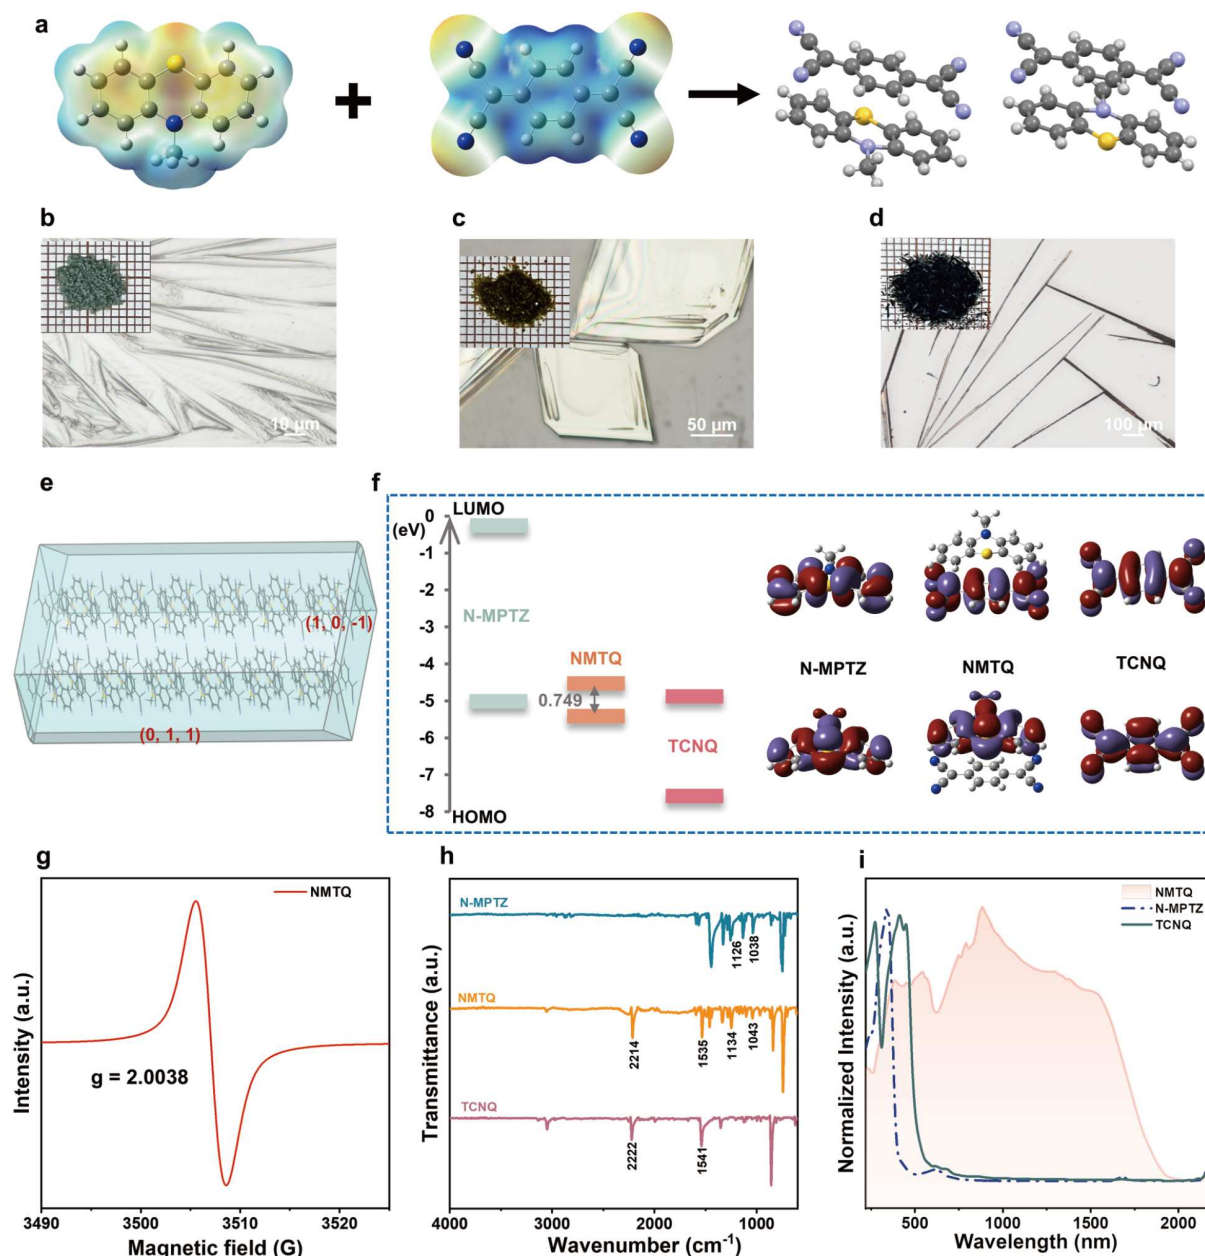 a
b
c
d
10 µm
50 µm
100 µm
e
f
(1, 0, -1)
(0, 1, 1)
LUMO
(eV)
0
-1
-2
-3
-4
-5
-6
-7
-8
HOMO
N-MPTZ
NMTQ
0.749
TCNQ
N-MPTZ
NMTQ
TCNQ
g
NMTQ
g = 2.0038
Intensity (a.u.)
3490
3500
3510
3520
Magnetic field (G)
h
N-MPTZ
1126
1038
NMTQ
2214
1535
1134
1043
TCNQ
2222
1541
Transmittance (a.u.)
4000
3000
2000
1000
Wavenumber (cm⁻¹)
i
NMTQ
N-MPTZ
TCNQ
Normalized Intensity (a.u.)
500
1000
1500
2000
Wavelength (nm)